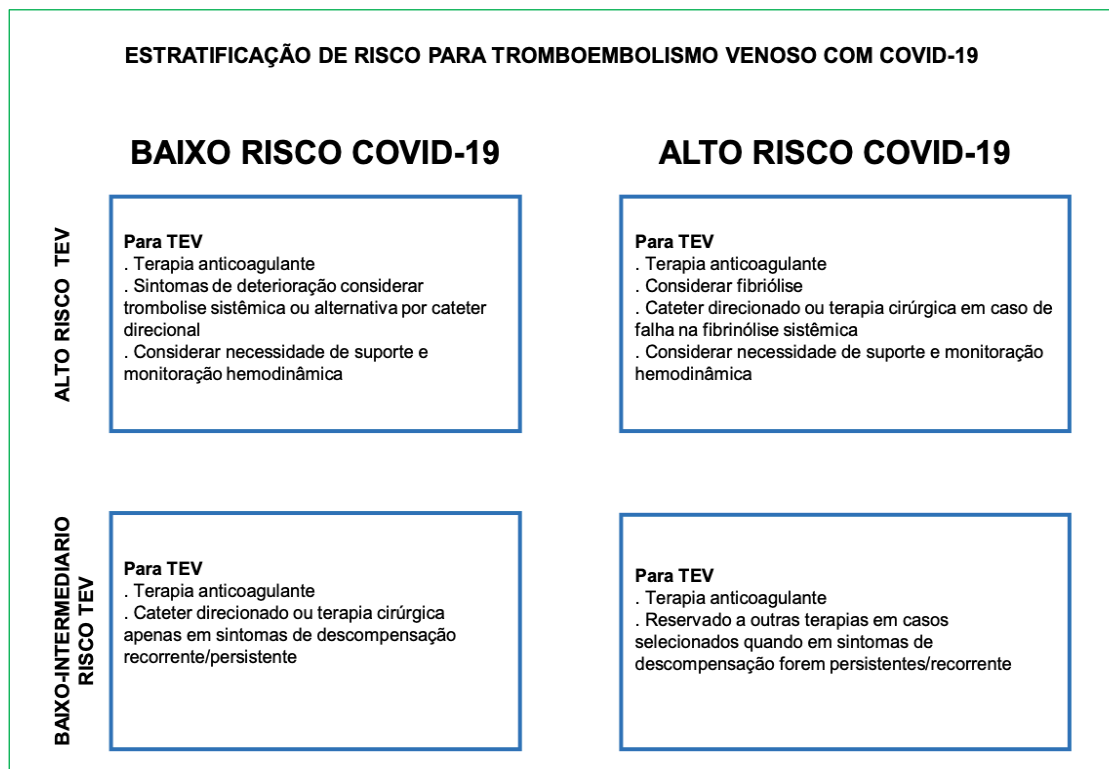 ESTRATIFICAÇÃO DE RISCO PARA TROMBOEMBOLISMO VENOSO COM COVID-19
BAIXO RISCO COVID-19
ALTO RISCO COVID-19
ALTO RISCO TEV
Para TEV
. Terapia anticoagulante
. Sintomas de deterioração considerar
trombolise sistêmica ou alternativa por cateter
direcional
. Considerar necessidade de suporte e
monitoração hemodinâmica
Para TEV
. Terapia anticoagulante
. Considerar fibriólise
. Cateter direcionado ou terapia cirúrgica em caso de
falha na fibrinólise sistêmica
. Considerar necessidade de suporte e monitoração
hemodinâmica
BAIXO-INTERMEDIARIO
RISCO TEV
Para TEV
. Terapia anticoagulante
. Cateter direcionado ou terapia cirúrgica
apenas em sintomas de descompensação
recorrente/persistente
Para TEV
. Terapia anticoagulante
. Reservado a outras terapias em casos
selecionados quando em sintomas de
descompensação forem persistentes/recorrente